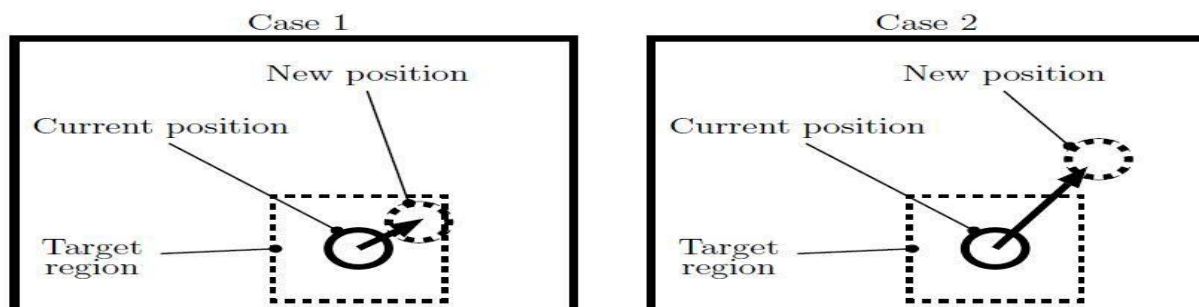 Case 1
New position
Current position
Target
region
Case 2
New position
Current position
Target
region